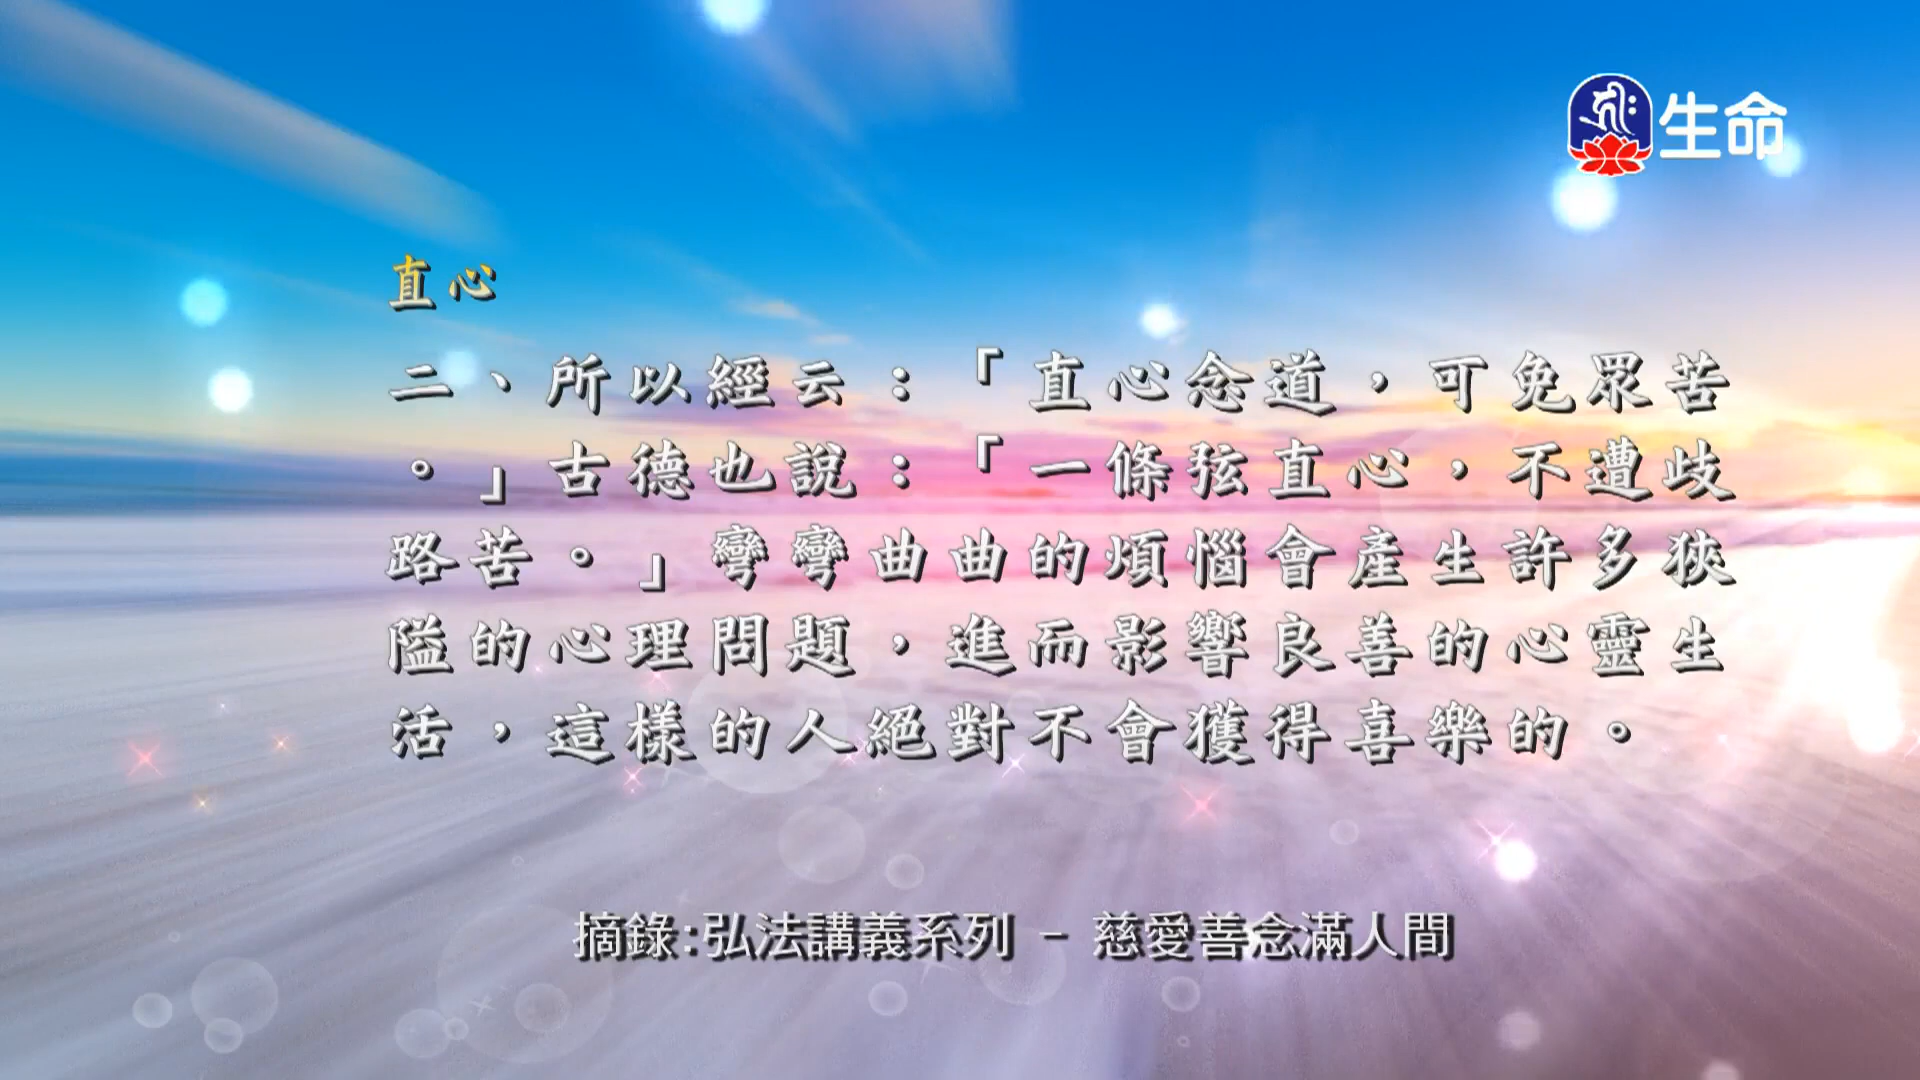 生命
直心
二、所以經云：「直心念道，可免眾苦
。」古德也說：「一條弦直心，不遭歧
路苦。」彎彎曲曲的煩惱會產生許多狹
隘的心理問題，進而影響良善的心靈生
活，這樣的人絕對不會獲得喜樂的。
摘錄:弘法講義系列 - 慈愛善念滿人間